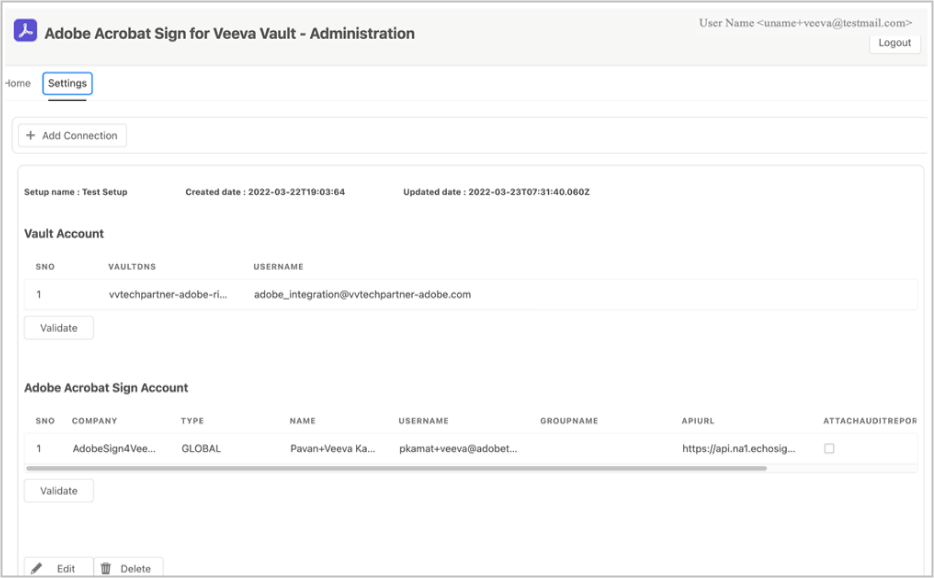 Adobe Acrobat Sign for Veeva Vault - Administration
User Name <uname+veeva@testmail.com>
Logout
Home Settings
+ Add Connection
Setup name : Test Setup Created date : 2022-03-22T19:03:64 Updated date : 2022-03-23T07:31:40.060Z
Vault Account
SNO VAULTDNS USERNAME
1 vvtechpartner-adobe-ri... adobe_integration@vvtechpartner-adobe.com
Validate
Adobe Acrobat Sign Account
SNO COMPANY TYPE NAME USERNAME GROUPNAME APIURL ATTACHAUDITREPOR
1 AdobeSign4Vee... GLOBAL Pavan+Veeva Ka... pkamat+veeva@adobet... https://api.na1.echosig...
Validate
Edit Delete